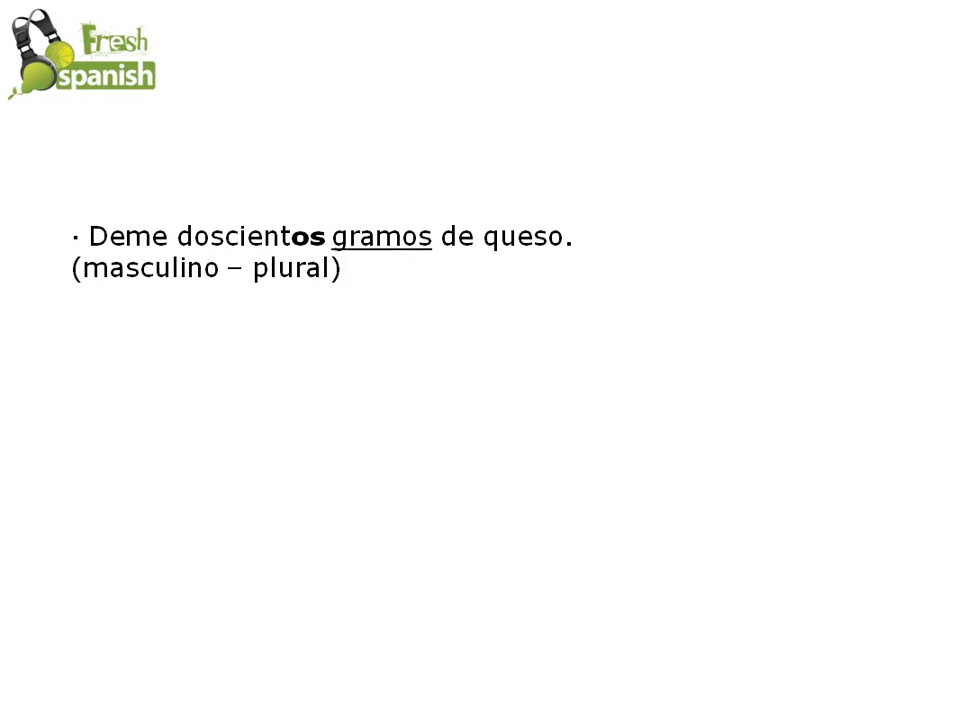 Fresh
spanish
· Deme doscientos gramos de queso.
(masculino – plural)